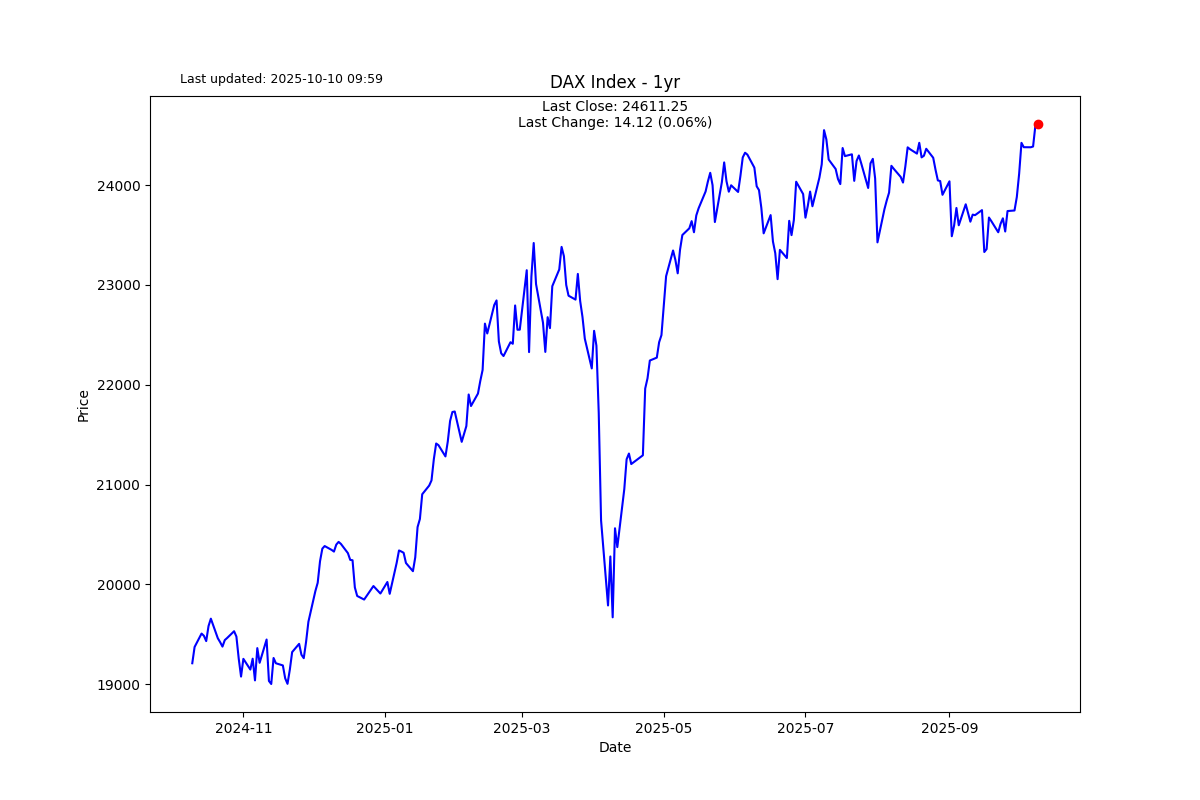 Last updated: 2025-10-10 09:59
DAX Index - 1yr
Last Close: 24611.25
Last Change: 14.12 (0.06%)
24000
23000
22000
21000
20000
19000
Price
2024-11
2025-01
2025-03
2025-05
2025-07
2025-09
Date